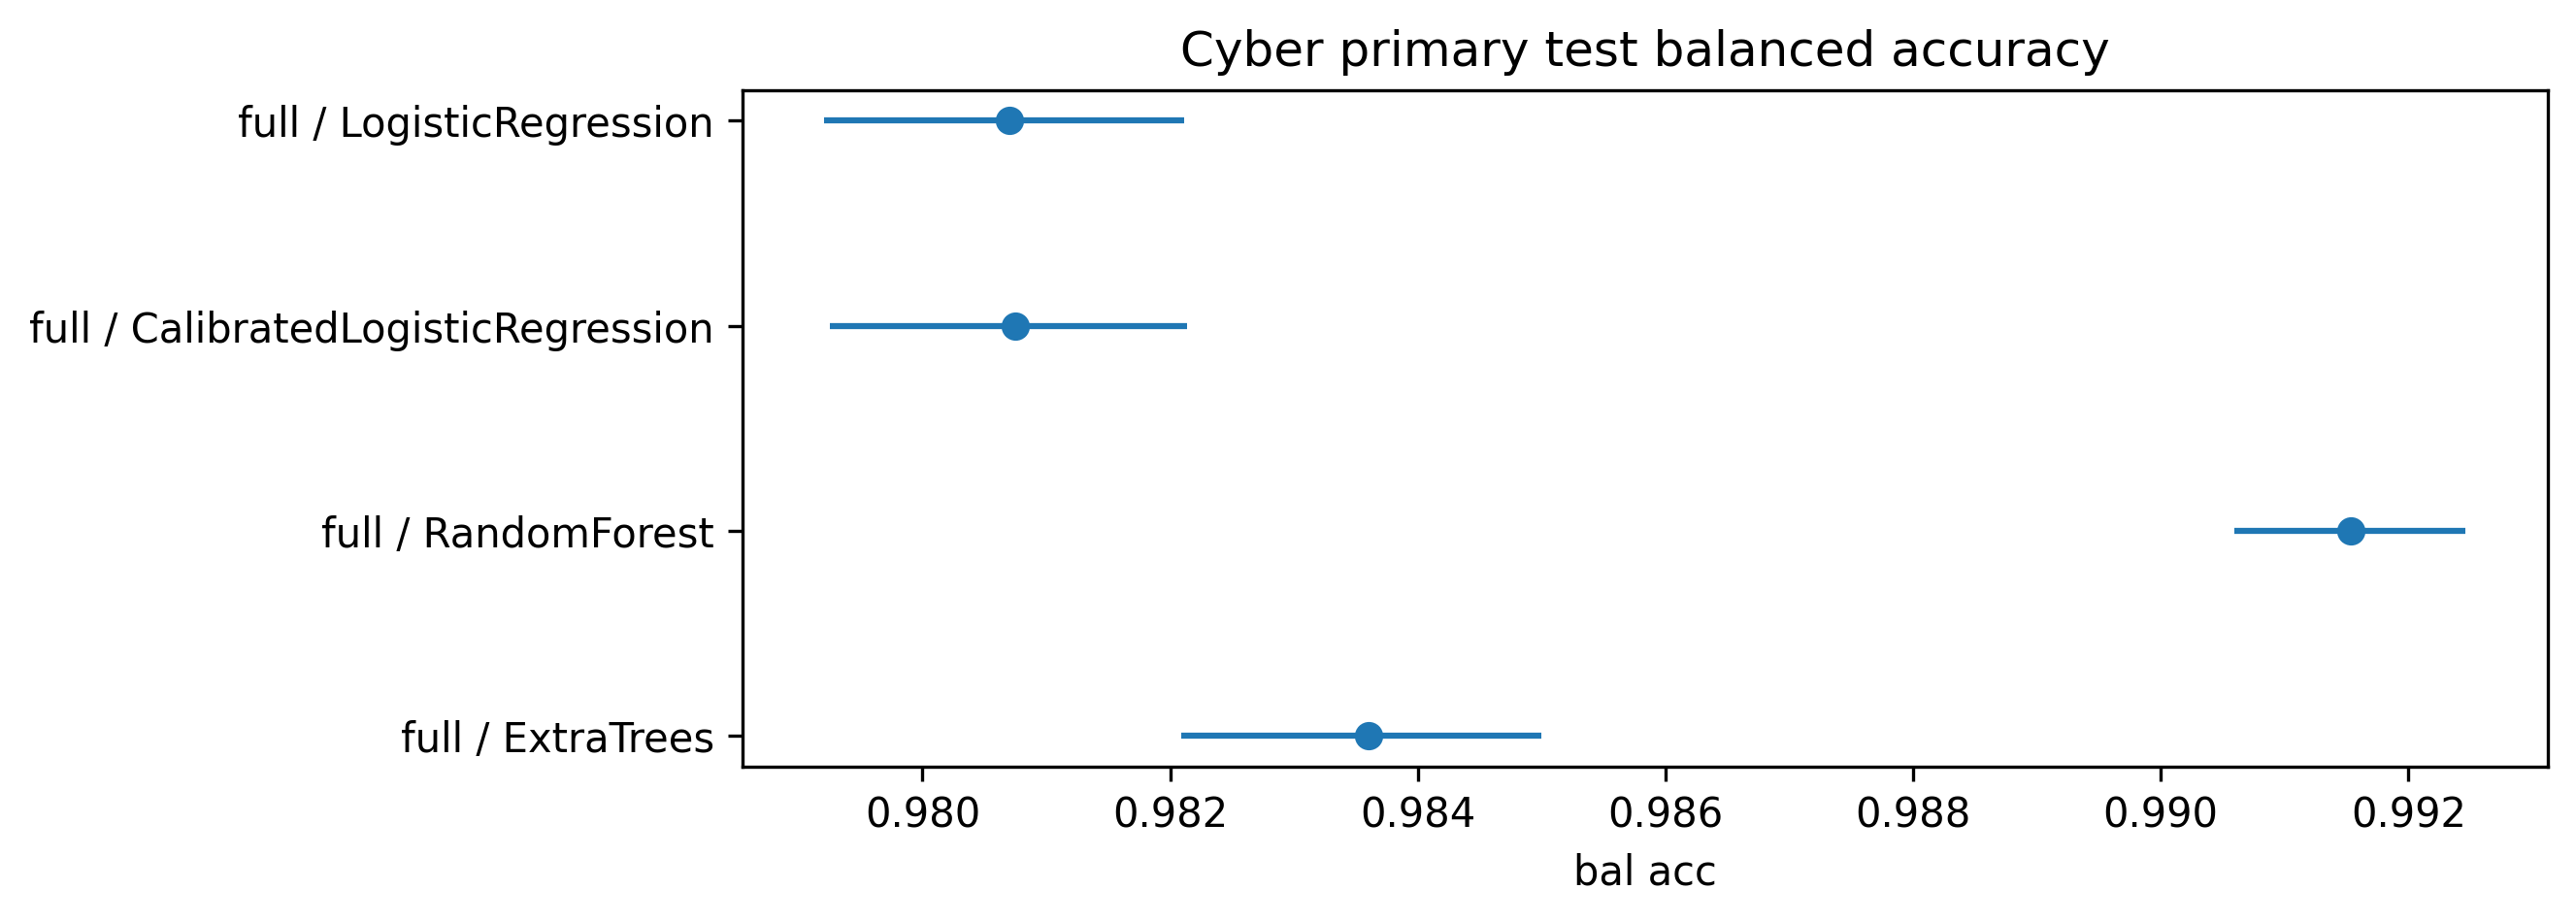 Cyber primary test balanced accuracy
full / LogisticRegression
full / CalibratedLogisticRegression
full / RandomForest
full / ExtraTrees
0.980 0.982 0.984 0.986 0.988 0.990 0.992
bal acc